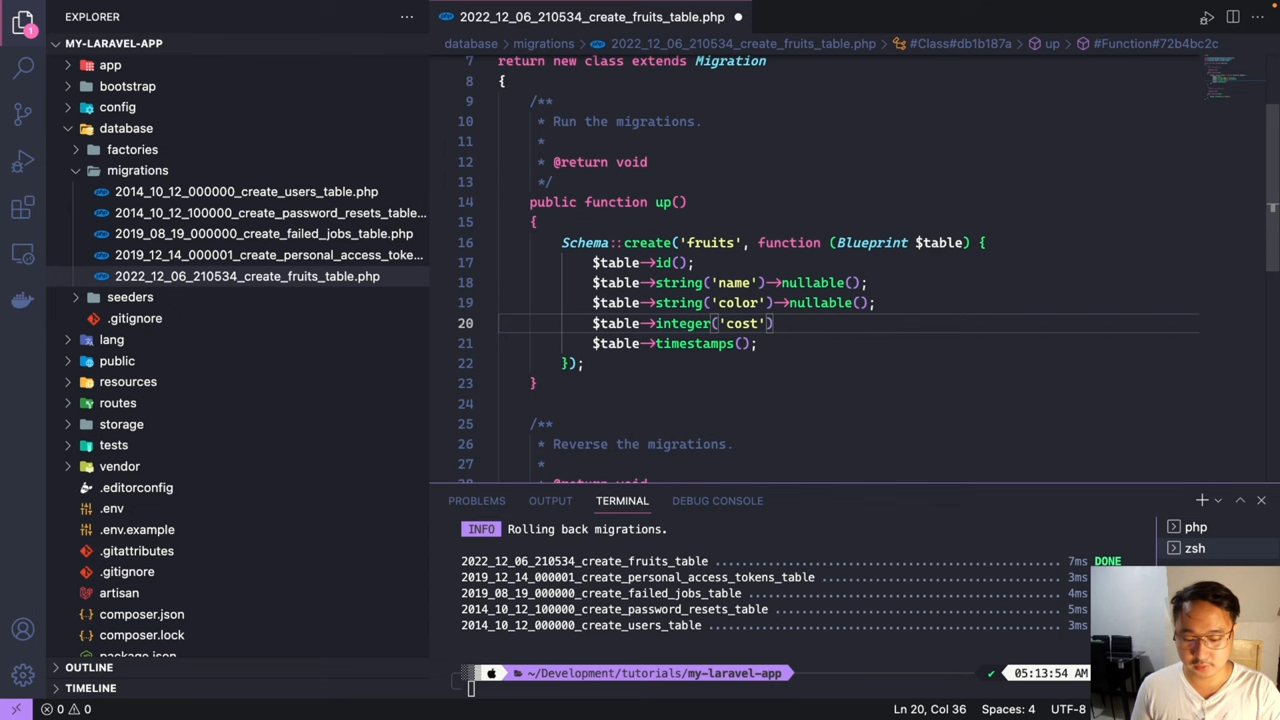 EXPLORER
MY-LARAVEL-APP
app
bootstrap
config
database
factories
migrations
2014_10_12_000000_create_users_table.php
2014_10_12_100000_create_password_resets_table...
2019_08_19_000000_create_failed_jobs_table.php
2019_12_14_000001_create_personal_access_toke...
2022_12_06_210534_create_fruits_table.php
seeders
.gitignore
lang
public
resources
routes
storage
tests
vendor
.editorconfig
.env
.env.example
.gitattributes
.gitignore
artisan
composer.json
composer.lock
package.json
OUTLINE
TIMELINE
1
2022_12_06_210534_create_fruits_table.php
database > migrations > 2022_12_06_210534_create_fruits_table.php > #Class#db1b187a > up > #Function#72b4bc2c
7 return new class extends Migration
8 {
9 /**
10 * Run the migrations.
11 *
12 * @return void
13 */
14 public function up()
15 {
16 Schema::create('fruits', function (Blueprint $table) {
17 $table->id();
18 $table->string('name')->nullable();
19 $table->string('color')->nullable();
20 $table->integer('cost')
21 $table->timestamps();
22 });
23 }
24
25 /**
26 * Reverse the migrations.
27 *
* @return void
PROBLEMS OUTPUT TERMINAL DEBUG CONSOLE
INFO Rolling back migrations.
2022_12_06_210534_create_fruits_table ........ 7ms DONE
2019_12_14_000001_create_personal_access_tokens_table ........ 3ms
2019_08_19_000000_create_failed_jobs_table ........ 4ms
2014_10_12_100000_create_password_resets_table ........ 5ms
2014_10_12_000000_create_users_table ........ 3ms
~/Development/tutorials/my-laravel-app
✔ 05:13:54 AM
php
zsh
0 0
Ln 20, Col 36 Spaces: 4 UTF-8